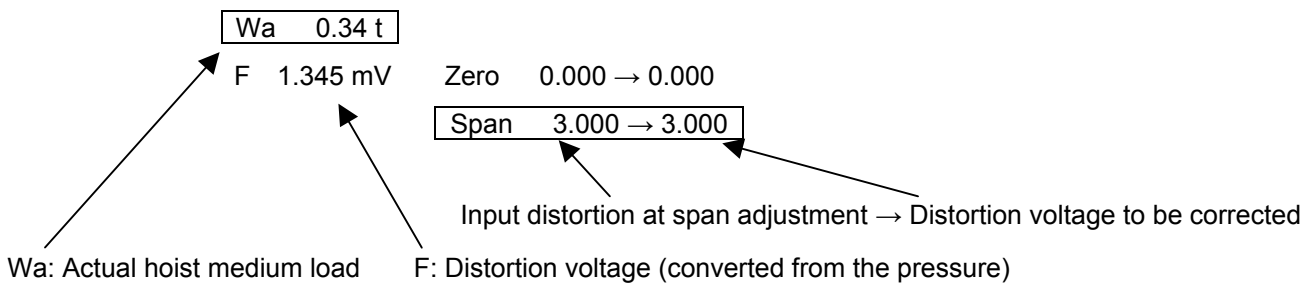 Wa 0.34 t
F 1.345 mV Zero 0.000 → 0.000
Span 3.000 → 3.000
Input distortion at span adjustment → Distortion voltage to be corrected
Wa: Actual hoist medium load F: Distortion voltage (converted from the pressure)